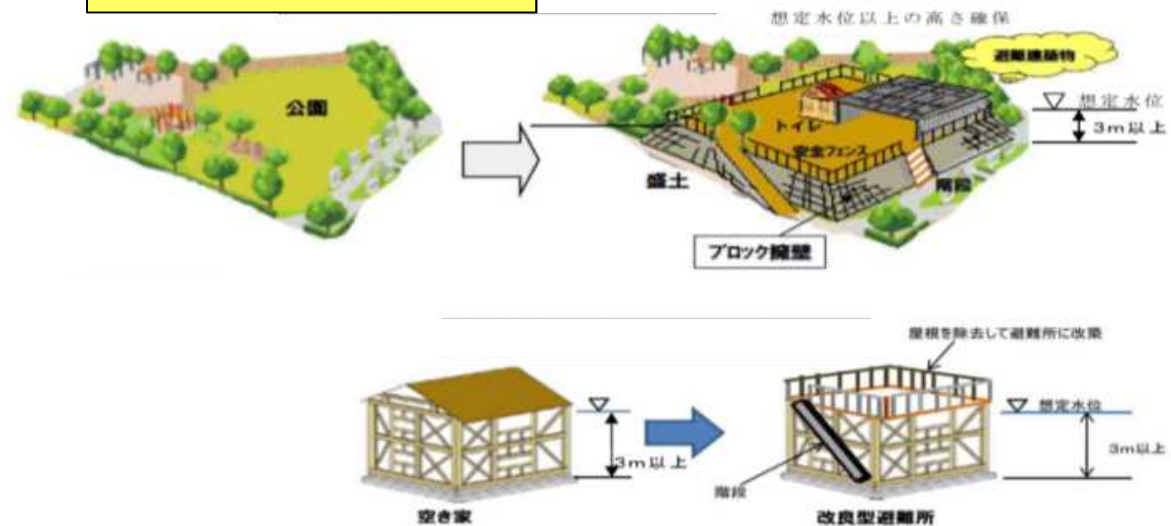 想定水位以上の高さ確保
避難建築物
公園
想定水位
3m以上
トイレ
安全フェンス
盛土
階段
ブロック擁壁
屋根を除去して避難所に改築
想定水位
3m以上
3m以上
階段
空き家
改良型避難所